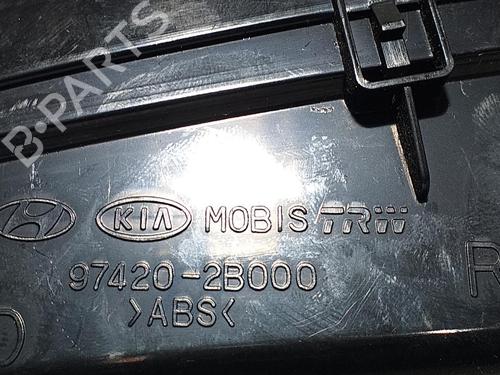 B-PARTS
KIA MOBIS TRW
97420-2B000
>ABS<
R